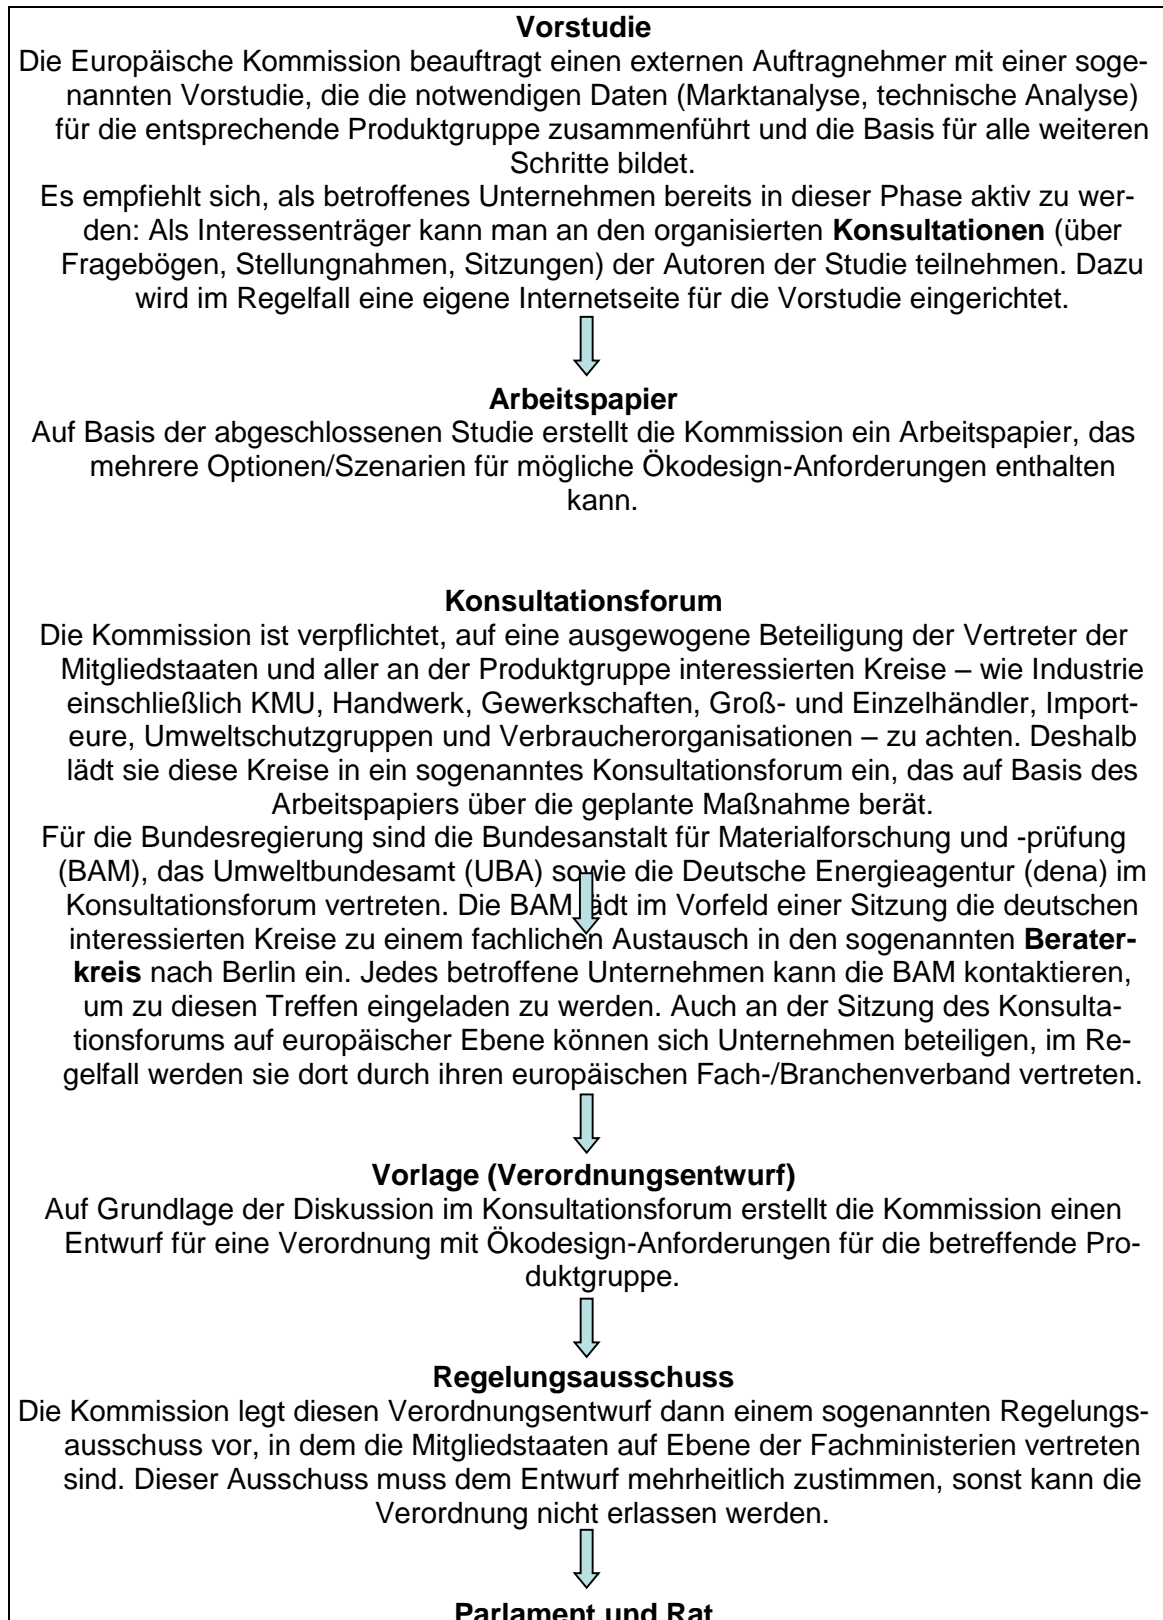 Vorstudie
Die Europäische Kommission beauftragt einen externen Auftragnehmer mit einer soge-
nannten Vorstudie, die die notwendigen Daten (Marktanalyse, technische Analyse)
für die entsprechende Produktgruppe zusammenführt und die Basis für alle weiteren
Schritte bildet.
Es empfiehlt sich, als betroffenes Unternehmen bereits in dieser Phase aktiv zu wer-
den: Als Interessenträger kann man an den organisierten Konsultationen (über
Fragebögen, Stellungnahmen, Sitzungen) der Autoren der Studie teilnehmen. Dazu
wird im Regelfall eine eigene Internetseite für die Vorstudie eingerichtet.
Arbeitspapier
Auf Basis der abgeschlossenen Studie erstellt die Kommission ein Arbeitspapier, das
mehrere Optionen/Szenarien für mögliche Ökodesign-Anforderungen enthalten
kann.
Konsultationsforum
Die Kommission ist verpflichtet, auf eine ausgewogene Beteiligung der Vertreter der
Mitgliedstaaten und aller an der Produktgruppe interessierten Kreise – wie Industrie
einschließlich KMU, Handwerk, Gewerkschaften, Groß- und Einzelhändler, Import-
eure, Umweltschutzgruppen und Verbraucherorganisationen – zu achten. Deshalb
lädt sie diese Kreise in ein sogenanntes Konsultationsforum ein, das auf Basis des
Arbeitspapiers über die geplante Maßnahme berät.
Für die Bundesregierung sind die Bundesanstalt für Materialforschung und -prüfung
(BAM), das Umweltbundesamt (UBA) sowie die Deutsche Energieagentur (dena) im
Konsultationsforum vertreten. Die BAM lädt im Vorfeld einer Sitzung die deutschen
interessierten Kreise zu einem fachlichen Austausch in den sogenannten Berater-
kreis nach Berlin ein. Jedes betroffene Unternehmen kann die BAM kontaktieren,
um zu diesen Treffen eingeladen zu werden. Auch an der Sitzung des Konsulta-
tionsforums auf europäischer Ebene können sich Unternehmen beteiligen, im Re-
gelfall werden sie dort durch ihren europäischen Fach-/Branchenverband vertreten.
Vorlage (Verordnungsentwurf)
Auf Grundlage der Diskussion im Konsultationsforum erstellt die Kommission einen
Entwurf für eine Verordnung mit Ökodesign-Anforderungen für die betreffende Pro-
duktgruppe.
Regelungsausschuss
Die Kommission legt diesen Verordnungsentwurf dann einem sogenannten Regelungs-
ausschuss vor, in dem die Mitgliedstaaten auf Ebene der Fachministerien vertreten
sind. Dieser Ausschuss muss dem Entwurf mehrheitlich zustimmen, sonst kann die
Verordnung nicht erlassen werden.
Parlament und Rat